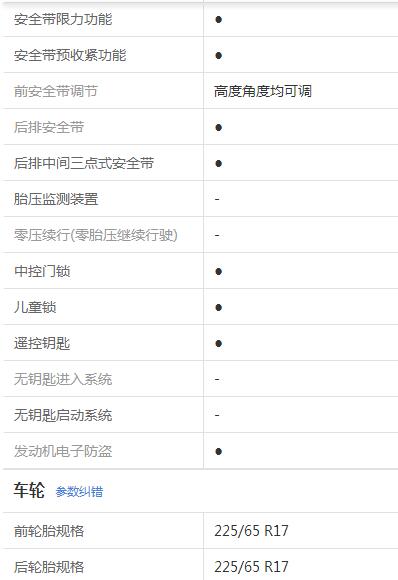 安全带限力功能 ●
安全带预收紧功能 ●
前安全带调节 高度角度均可调
后排安全带 ●
后排中间三点式安全带 ●
胎压监测装置 -
零压续行(零胎压继续行驶) -
中控门锁 ●
儿童锁 ●
遥控钥匙 ●
无钥匙进入系统 -
无钥匙启动系统 -
发动机电子防盗 ●
车轮 参数纠错
前轮胎规格 225/65 R17
后轮胎规格 225/65 R17